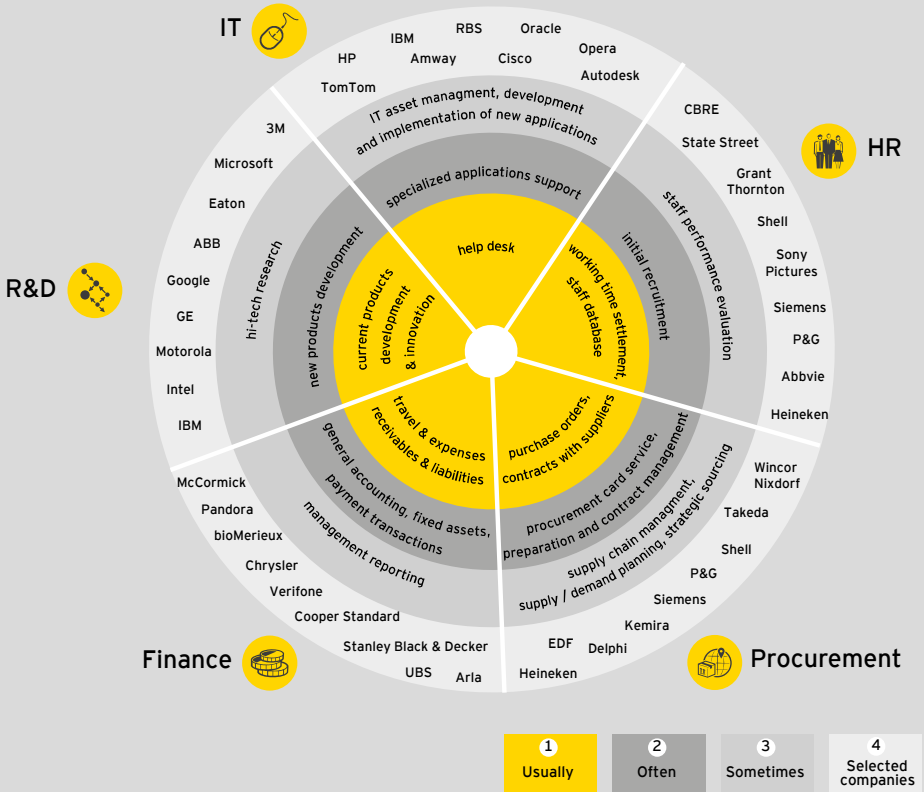 IT
HP
IBM
RBS
Oracle
TomTom
Amway
Cisco
Opera
Autodesk
IT asset managment, development
and implementation of new applications
specialized applications support
help desk
HR
CBRE
State Street
Grant
Thornton
Shell
Sony
Pictures
Siemens
P&G
Abbvie
Heineken
staff performance evaluation
initial recruitment
working time settlement,
staff database
Procurement
Wincor
Nixdorf
Takeda
Shell
P&G
Siemens
Kemira
Delphi
EDF
Heineken
purchase orders,
contracts with suppliers
procurement card service,
preparation and contract management
supply chain managment,
supply / demand planning, strategic sourcing
Finance
McCormick
Pandora
bioMerieux
Chrysler
Verifone
Cooper Standard
Stanley Black & Decker
UBS
Arla
travel & expenses
receivables & liabilities
general accounting, fixed assets,
payment transactions
management reporting
R&D
3M
Microsoft
Eaton
ABB
Google
GE
Motorola
Intel
IBM
hi-tech research
new products development
current products
development
& innovation
1
Usually
2
Often
3
Sometimes
4
Selected
companies